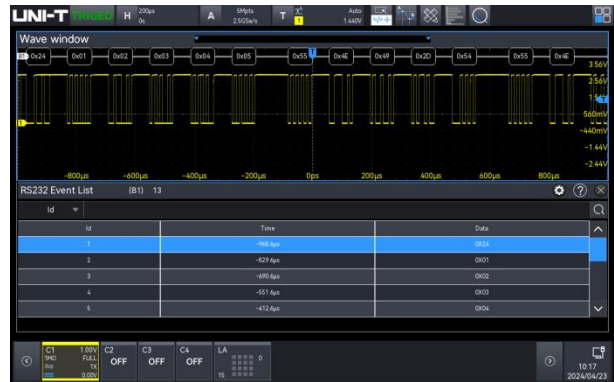 UNI-T TRIGED H 200μs 0s A 5Mpts 2.5GSa/s T 1 Auto 1.440V
Wave window
B1 0x24 0x01 0x02 0x03 0x04 0x05 0x55 T 0x4E 0x49 0x2D 0x54 0x55 0x4E
3.56V
2.56V
560mV
-440mV
-1.44V
-2.44V
-800μs -600μs -400μs -200μs 0ps 200μs 400μs 600μs 800μs
RS232 Event List (B1) 13
Id
Id Time Data
1 -968.6μs 0X24
2 -829.6μs 0X01
3 -690.6μs 0X02
4 -551.6μs 0X03
5 -412.6μs 0X04
C1 1.00V C2 C3 C4 LA
FULL OFF OFF OFF 0
1X
0.00V 15
10:17
2024/04/23